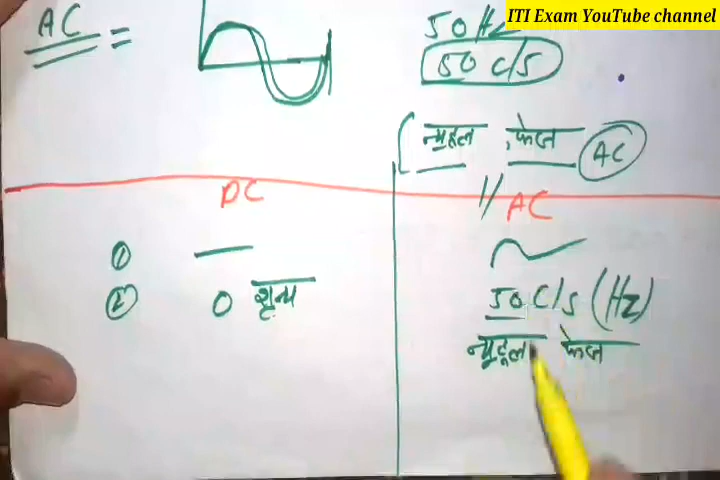 ITI Exam YouTube channel
AC =
50 Hz
50 C/S
न्यूट्रल , फेज AC
DC
AC
①
② 0 शून्य
50 C/S (Hz)
न्यूट्रल फेज